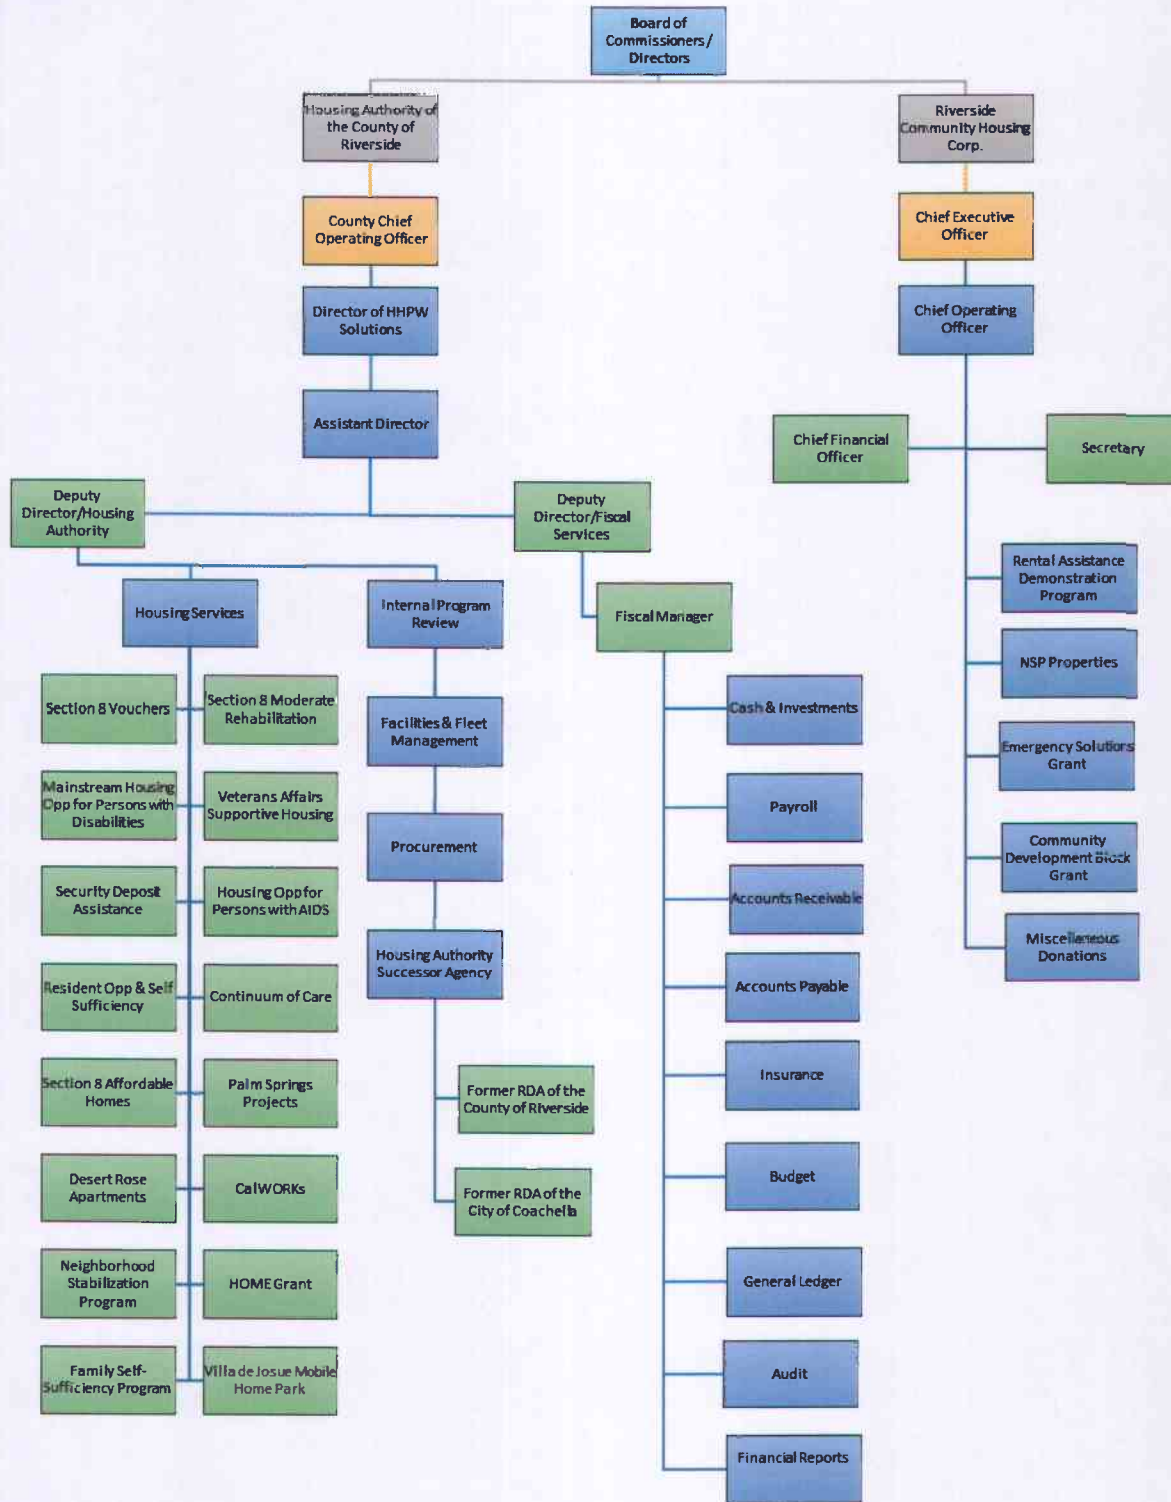 Board of
Commissioners/
Directors
Housing Authority of
the County of
Riverside
Riverside
Community Housing
Corp.
County Chief
Operating Officer
Chief Executive
Officer
Director of HHPW
Solutions
Chief Operating
Officer
Assistant Director
Chief Financial
Officer
Secretary
Deputy
Director/Housing
Authority
Deputy
Director/Fiscal
Services
Housing Services
Internal Program
Review
Fiscal Manager
Rental Assistance
Demonstration
Program
NSP Properties
Emergency Solutions
Grant
Community
Development Block
Grant
Miscellaneous
Donations
Section 8 Vouchers
Section 8 Moderate
Rehabilitation
Mainstream Housing
Opp for Persons with
Disabilities
Veterans Affairs
Supportive Housing
Security Deposit
Assistance
Housing Opp for
Persons with AIDS
Resident Opp & Self
Sufficiency
Continuum of Care
Section 8 Affordable
Homes
Palm Springs
Projects
Desert Rose
Apartments
CalWORKs
Neighborhood
Stabilization
Program
HOME Grant
Family Self-
Sufficiency Program
Villa de Josue Mobile
Home Park
Facilities & Fleet
Management
Procurement
Housing Authority
Successor Agency
Former RDA of the
County of Riverside
Former RDA of the
City of Coachella
Cash & Investments
Payroll
Accounts Receivable
Accounts Payable
Insurance
Budget
General Ledger
Audit
Financial Reports